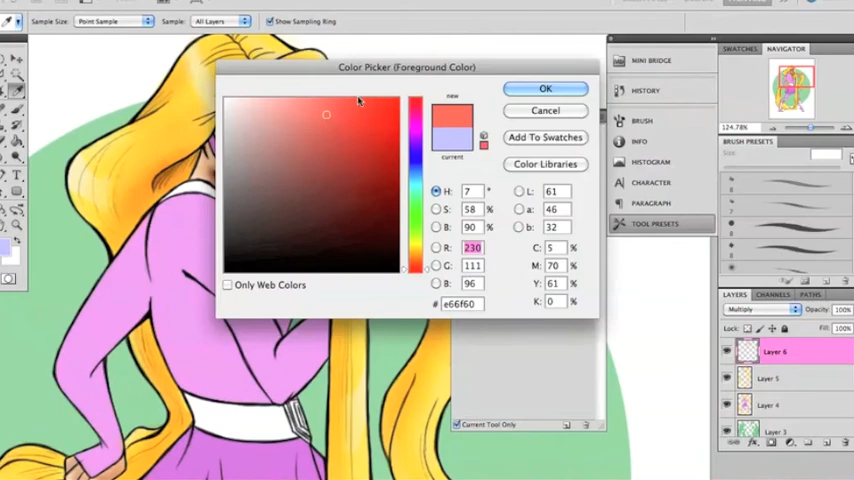 Sample Size: Point Sample Sample: All Layers Show Sampling Ring
Color Picker (Foreground Color)
new
current
OK
Cancel
Add To Swatches
Color Libraries
H: 7 °
S: 58 %
B: 90 %
R: 230
G: 111
B: 96
# e66f60
L: 61
a: 46
b: 32
C: 5 %
M: 70 %
Y: 61 %
K: 0 %
Only Web Colors
Current Tool Only
MINI BRIDGE
HISTORY
BRUSH
INFO
HISTOGRAM
CHARACTER
PARAGRAPH
TOOL PRESETS
SWATCHES NAVIGATOR
124.78%
BRUSH PRESETS
Size:
LAYERS CHANNELS PATHS
Multiply Opacity: 100%
Lock: Fill: 100%
Layer 6
Layer 5
Layer 4
Layer 3